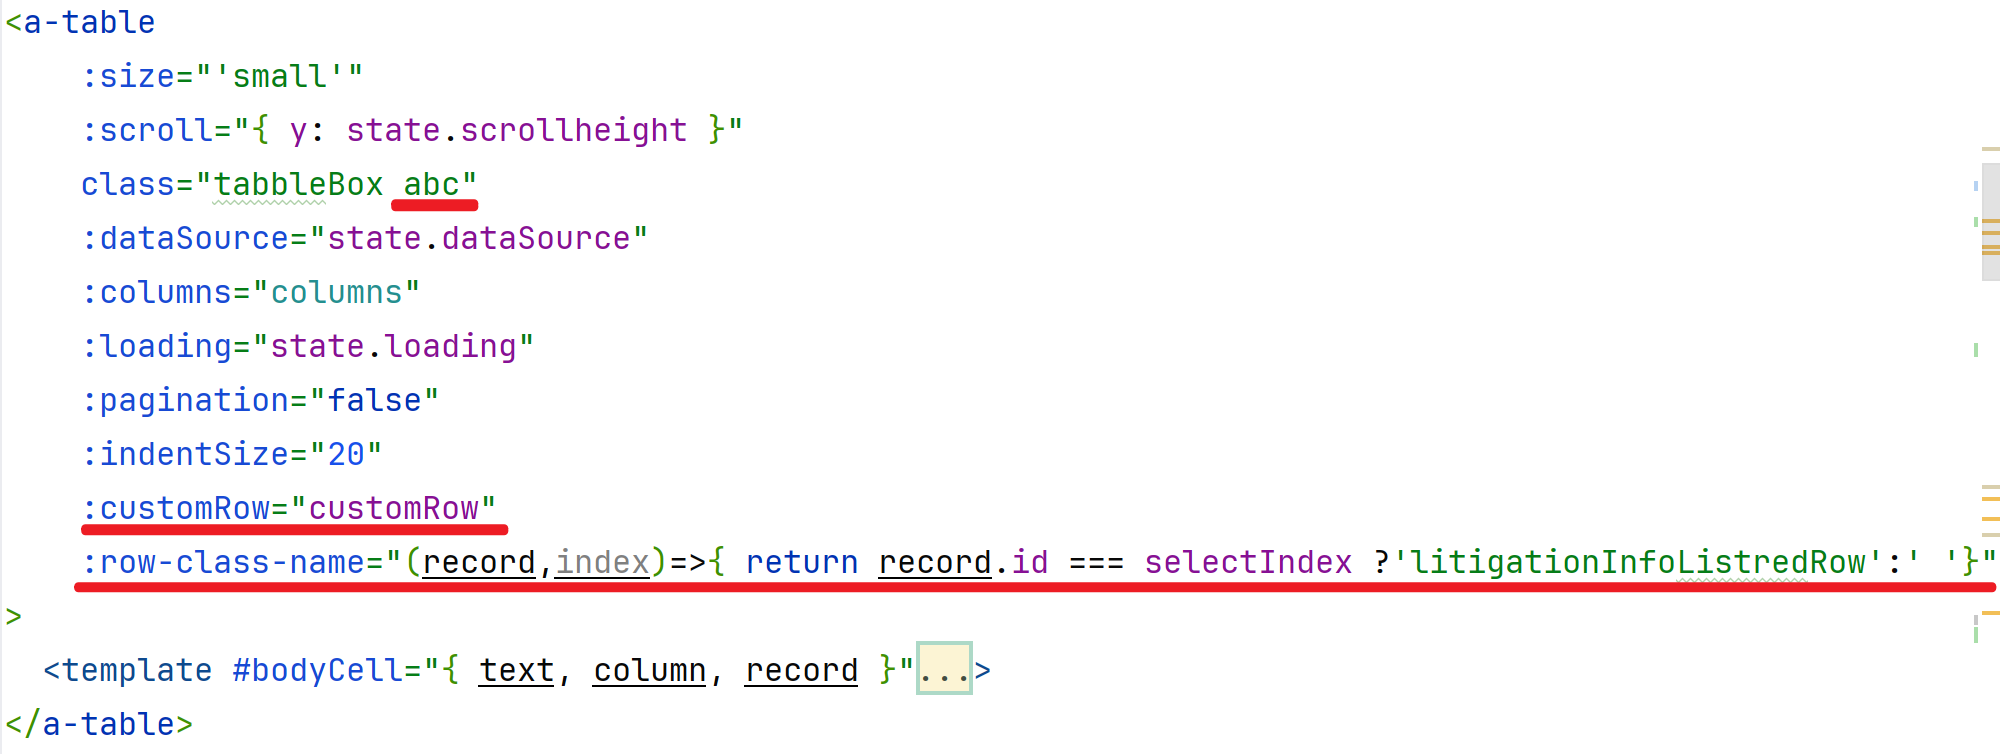 <a-table
:size="'small'"
:scroll="{ y: state.scrollheight }"
class="tabbleBox abc"
:dataSource="state.dataSource"
:columns="columns"
:loading="state.loading"
:pagination="false"
:indentSize="20"
:customRow="customRow"
:row-class-name="(record,index)=>{ return record.id === selectIndex ?'litigationInfoListredRow':' '}"
>
<template #bodyCell="{ text, column, record }"...>
</a-table>